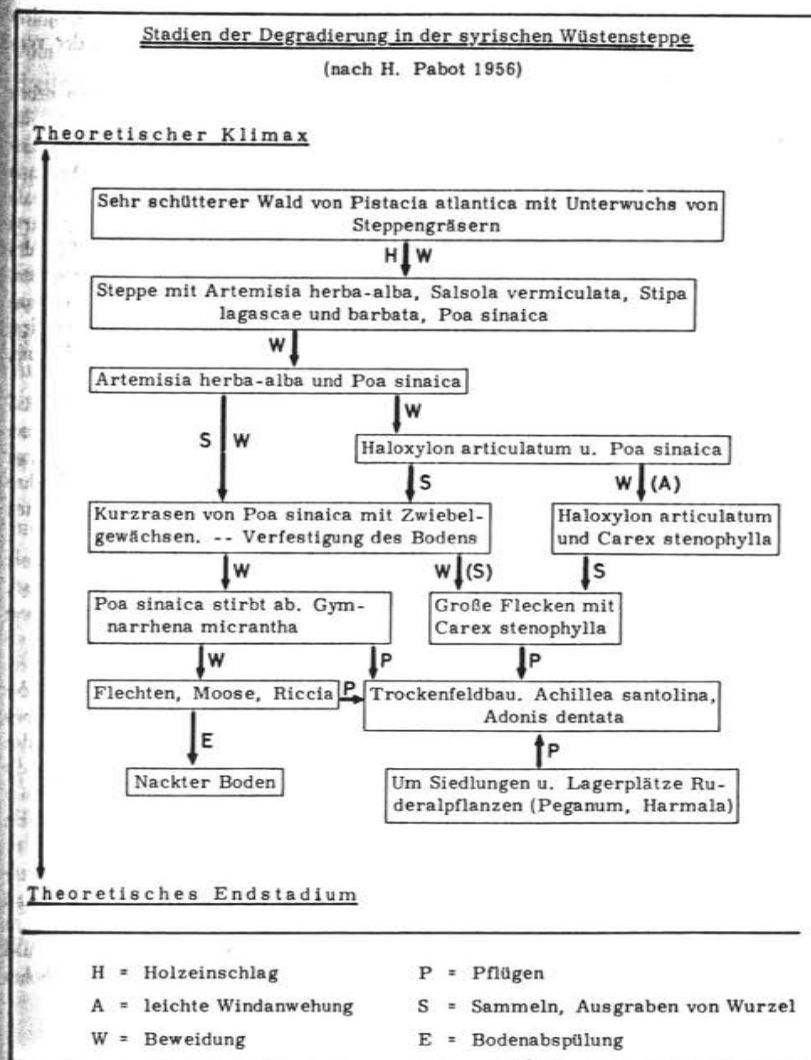 Stadien der Degradierung in der syrischen Wüstensteppe
(nach H. Pabot 1956)
Theoretischer Klimax
Sehr schütterer Wald von Pistacia atlantica mit Unterwuchs von
Steppengräsern
H W
Steppe mit Artemisia herba-alba, Salsola vermiculata, Stipa
lagascae und barbata, Poa sinaica
W
Artemisia herba-alba und Poa sinaica
W
S W
Haloxylon articulatum u. Poa sinaica
S
W (A)
Kurzrasen von Poa sinaica mit Zwiebel-
gewächsen. -- Verfestigung des Bodens
Haloxylon articulatum
und Carex stenophylla
W
W (S)
S
Poa sinaica stirbt ab. Gym-
narrhena micrantha
Große Flecken mit
Carex stenophylla
W
P
P
Flechten, Moose, Riccia
P
Trockenfeldbau. Achillea santolina,
Adonis dentata
E
P
Nackter Boden
Um Siedlungen u. Lagerplätze Ru-
deralpflanzen (Peganum, Harmala)
Theoretisches Endstadium
H = Holzeinschlag
P = Pflügen
A = leichte Windanwehung
S = Sammeln, Ausgraben von Wurzel
W = Beweidung
E = Bodenabspülung